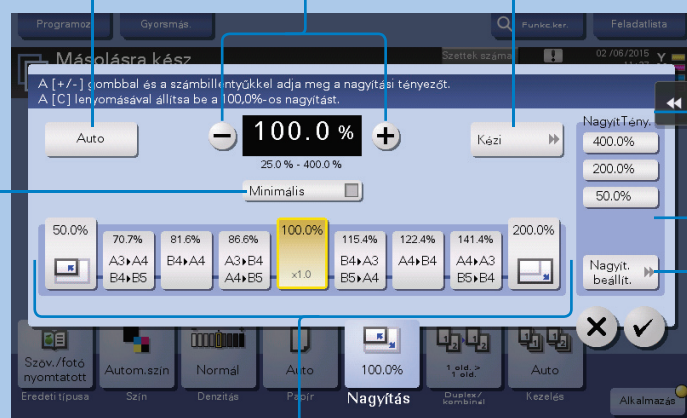 Programoz
Gyorsmás.
Funkc.ker.
Feladatlista
Másolásra kész
Szettek száma
02 /06/2015
A [+/-] gombbal és a számbillentyűkkel adja meg a nagyítási tényezőt.
A [C] lenyomásával állítsa be a 100,0%-os nagyítást.
Auto
100.0 %
25.0 % - 400.0 %
Kézi
NagyítTény.
400.0%
200.0%
50.0%
Minimális
50.0%
70.7%
A3▸A4
B4▸B5
81.6%
B4▸A4
86.6%
A3▸B4
A4▸B5
100.0%
x1.0
115.4%
B4▸A3
B5▸A4
122.4%
A4▸B4
141.4%
A4▸A3
B5▸B4
200.0%
Nagyít.
beállít.
Szöv./fotó
nyomtatott
Autom.szín
Normál
Auto
100.0%
1 old. >
1 old.
Auto
Eredeti típusa
Szín
Denzitás
Papír
Nagyítás
Duplex/
kombinál
Kezelés
Alkalmazás